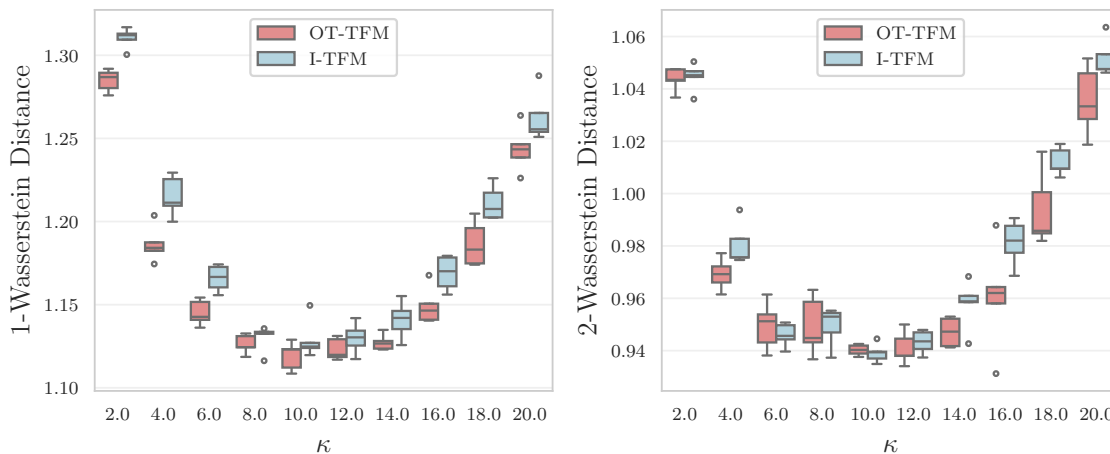 1-Wasserstein Distance
1.30
1.25
1.20
1.15
1.10
OT-TFM
I-TFM
2.0 4.0 6.0 8.0 10.0 12.0 14.0 16.0 18.0 20.0
κ
2-Wasserstein Distance
1.06
1.04
1.02
1.00
0.98
0.96
0.94
OT-TFM
I-TFM
2.0 4.0 6.0 8.0 10.0 12.0 14.0 16.0 18.0 20.0
κ